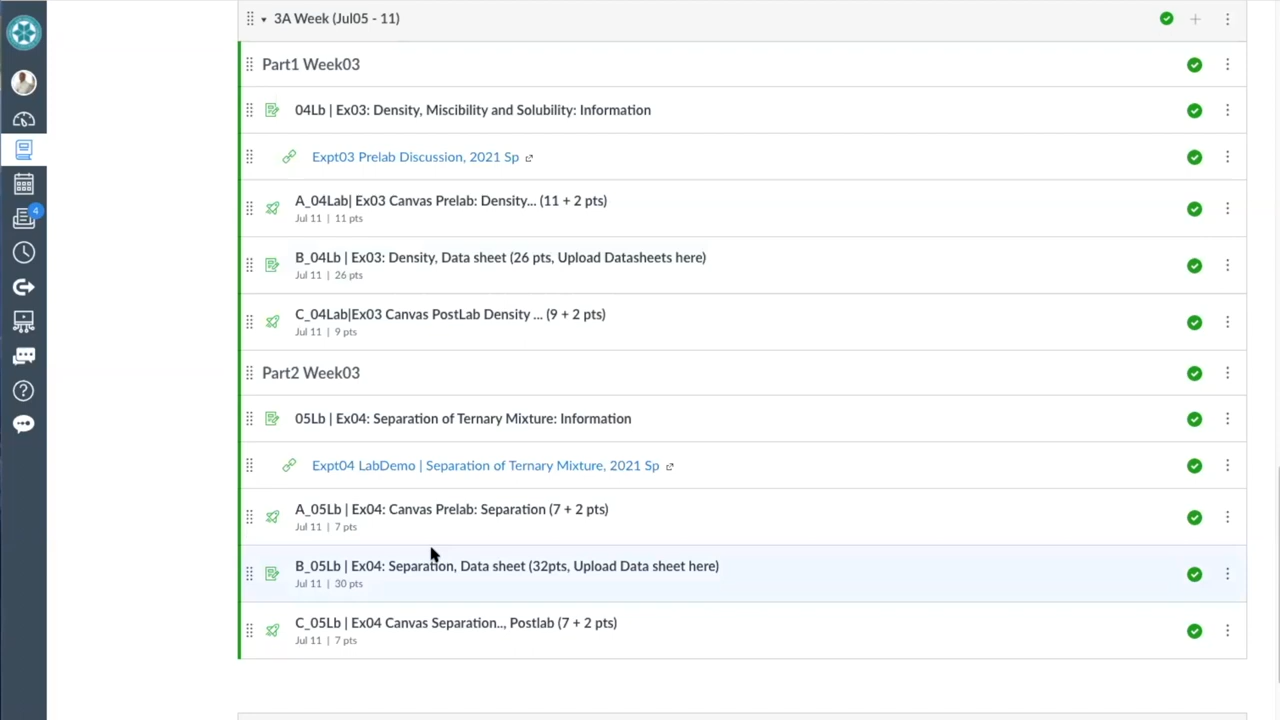 3A Week (Jul05 - 11)
Part1 Week03
04Lb | Ex03: Density, Miscibility and Solubility: Information
Expt03 Prelab Discussion, 2021 Sp
A_04Lab| Ex03 Canvas Prelab: Density... (11 + 2 pts)
Jul 11 | 11 pts
B_04Lb | Ex03: Density, Data sheet (26 pts, Upload Datasheets here)
Jul 11 | 26 pts
C_04Lab|Ex03 Canvas PostLab Density ... (9 + 2 pts)
Jul 11 | 9 pts
Part2 Week03
05Lb | Ex04: Separation of Ternary Mixture: Information
Expt04 LabDemo | Separation of Ternary Mixture, 2021 Sp
A_05Lb | Ex04: Canvas Prelab: Separation (7 + 2 pts)
Jul 11 | 7 pts
B_05Lb | Ex04: Separation, Data sheet (32pts, Upload Data sheet here)
Jul 11 | 30 pts
C_05Lb | Ex04 Canvas Separation.., Postlab (7 + 2 pts)
Jul 11 | 7 pts
4